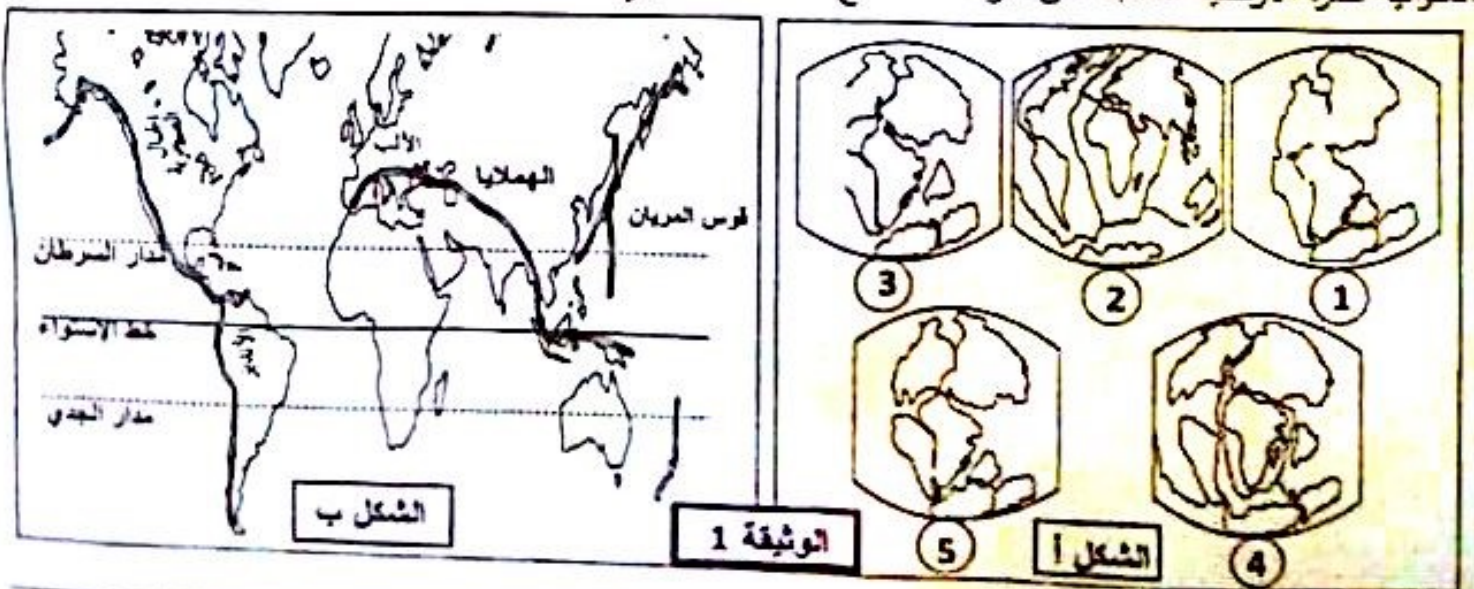 الألب
الهملايا
قوس المريان
مدار السرطان
خط الاستواء
مدار الجدي
الشكل ب
الوثيقة 1
3
2
1
5
الشكل أ
4